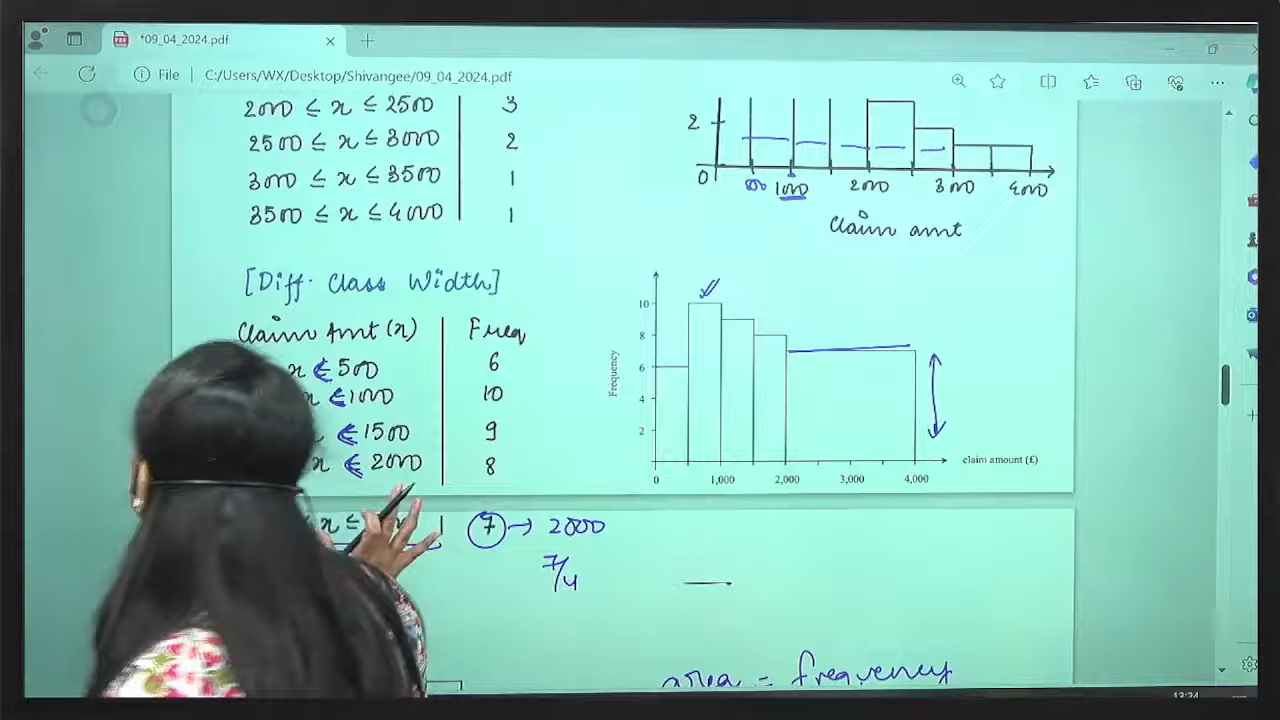 *09_04_2024.pdf
File | C:/Users/WX/Desktop/Shivangee/09_04_2024.pdf
2000 ≤ x ≤ 2500 3
2500 ≤ x ≤ 3000 2
3000 ≤ x ≤ 3500 1
3500 ≤ x ≤ 4000 1
2
0 500 1000 2000 3000 4000
Claim amt
[Diff. Class Width]
Claim Amt (x) Freq
x ≤ 500 6
x ≤ 1000 10
x ≤ 1500 9
x ≤ 2000 8
x ≤ 7 → 2000
7/4
Frequency
10
8
6
4
2
0 1,000 2,000 3,000 4,000
claim amount (£)
area = frequency
13:24